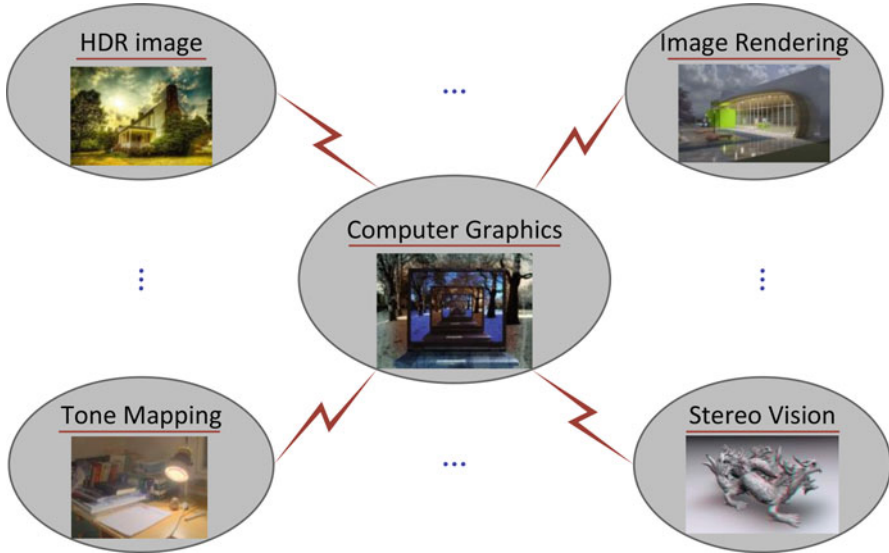 HDR image
Image Rendering
Computer Graphics
Tone Mapping
Stereo Vision